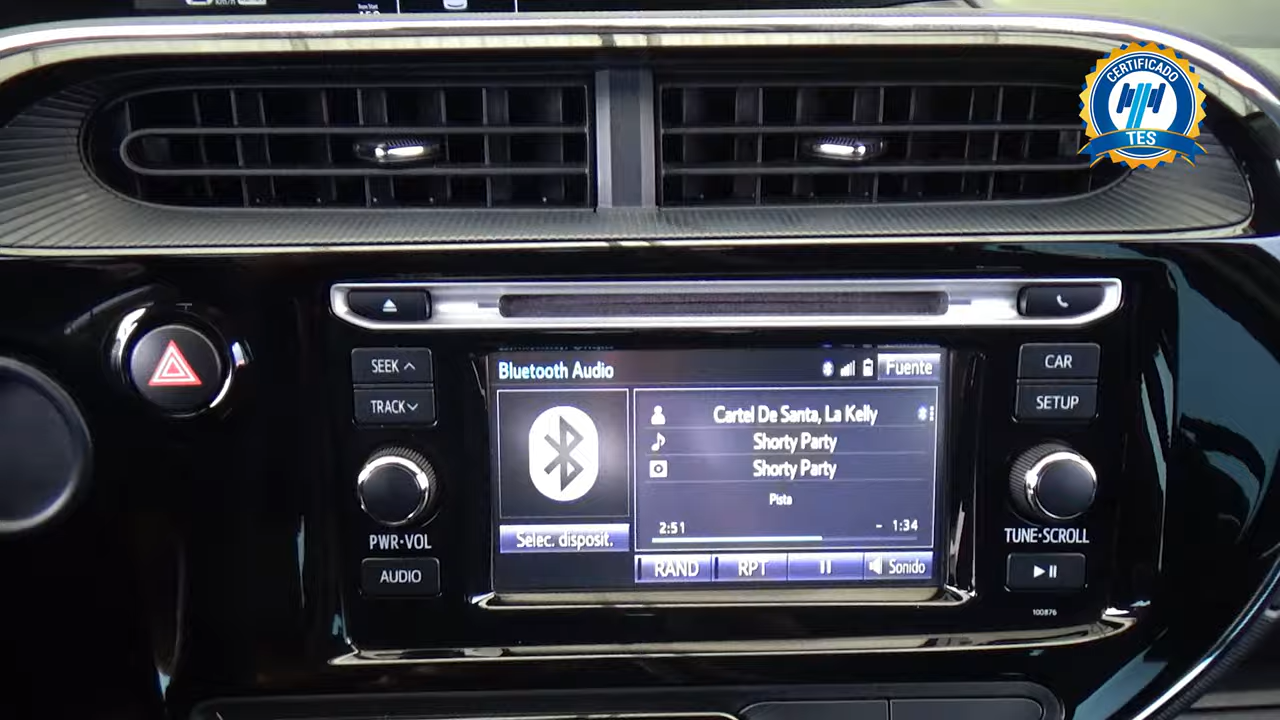 km/h
CERTIFICADO
TES
SEEK
TRACK
PWR•VOL
AUDIO
Bluetooth Audio
Fuente
Cartel De Santa, La Kelly
Shorty Party
Shorty Party
Pista
2:51
- 1:34
Selec. disposit.
RAND
RPT
Sonido
CAR
SETUP
TUNE•SCROLL
100876